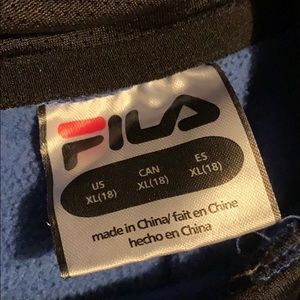 FILA
US CAN ES
XL(18) XL(18) XL(18)
made in China/ fait en Chine
hecho en China